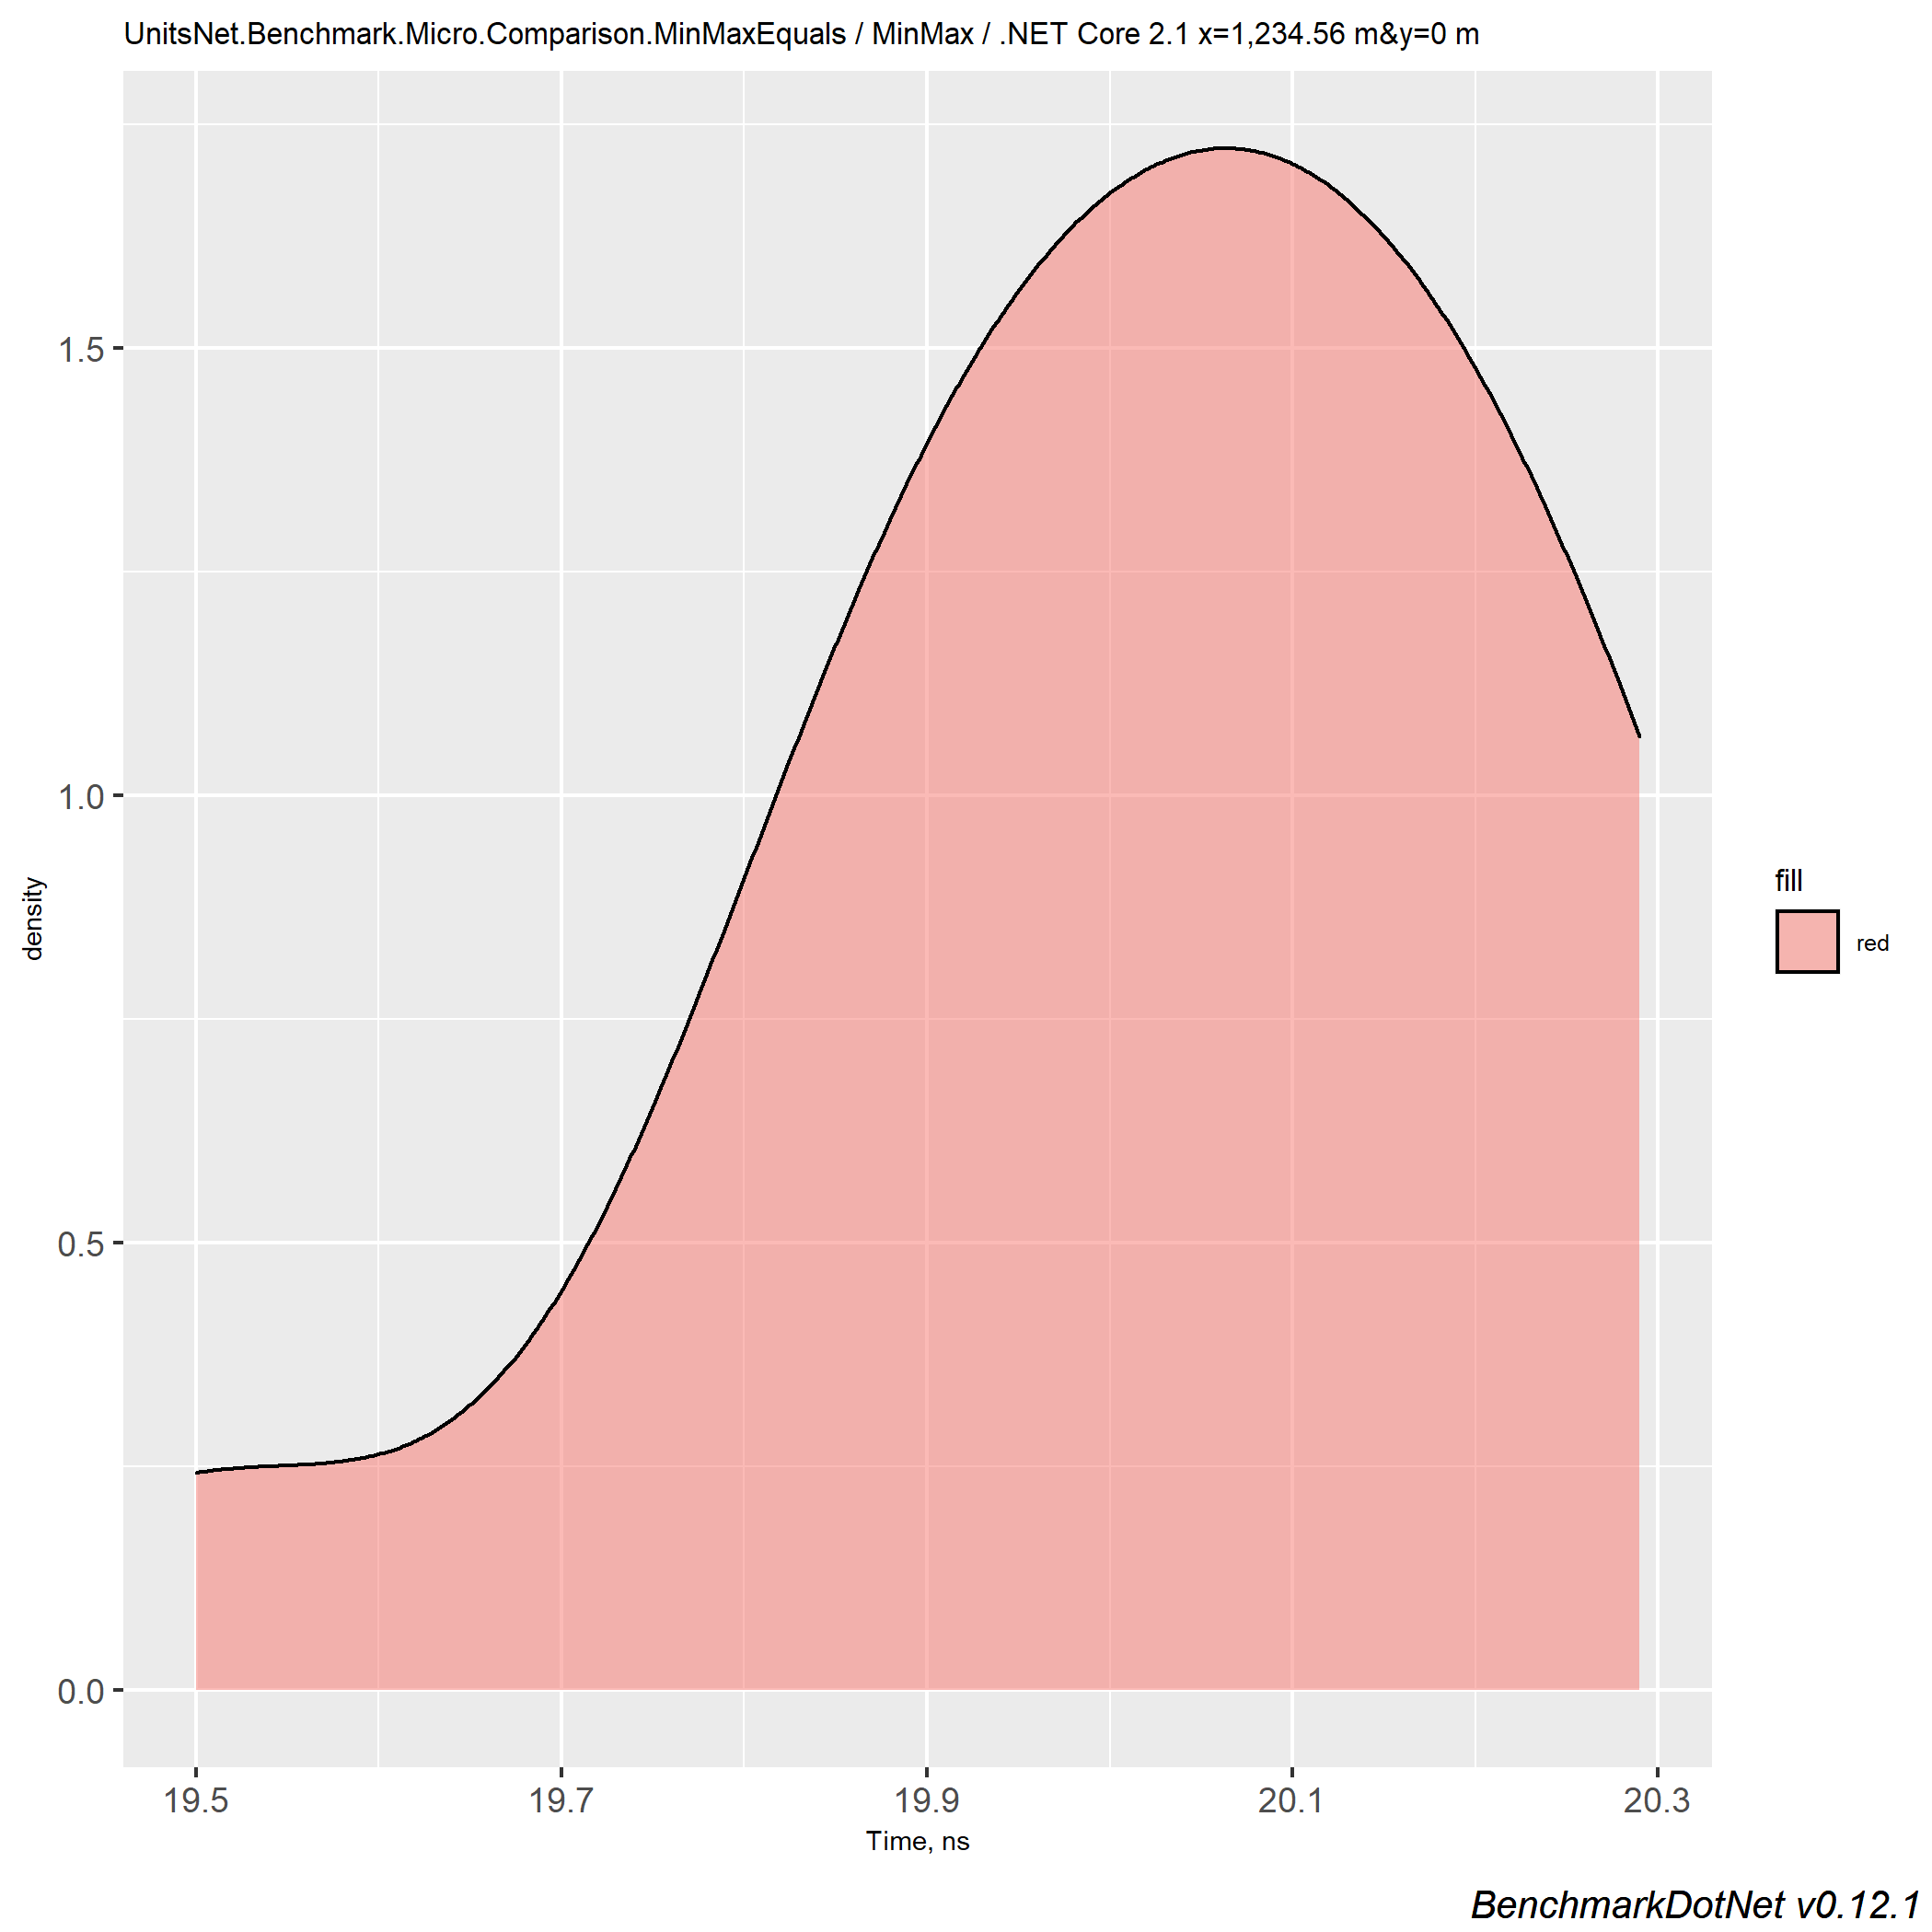 UnitsNet.Benchmark.Micro.Comparison.MinMaxEquals / MinMax / .NET Core 2.1 x=1,234.56 m&y=0 m
1.5
1.0
0.5
0.0
density
19.5 19.7 19.9 20.1 20.3
Time, ns
fill
red
BenchmarkDotNet v0.12.1